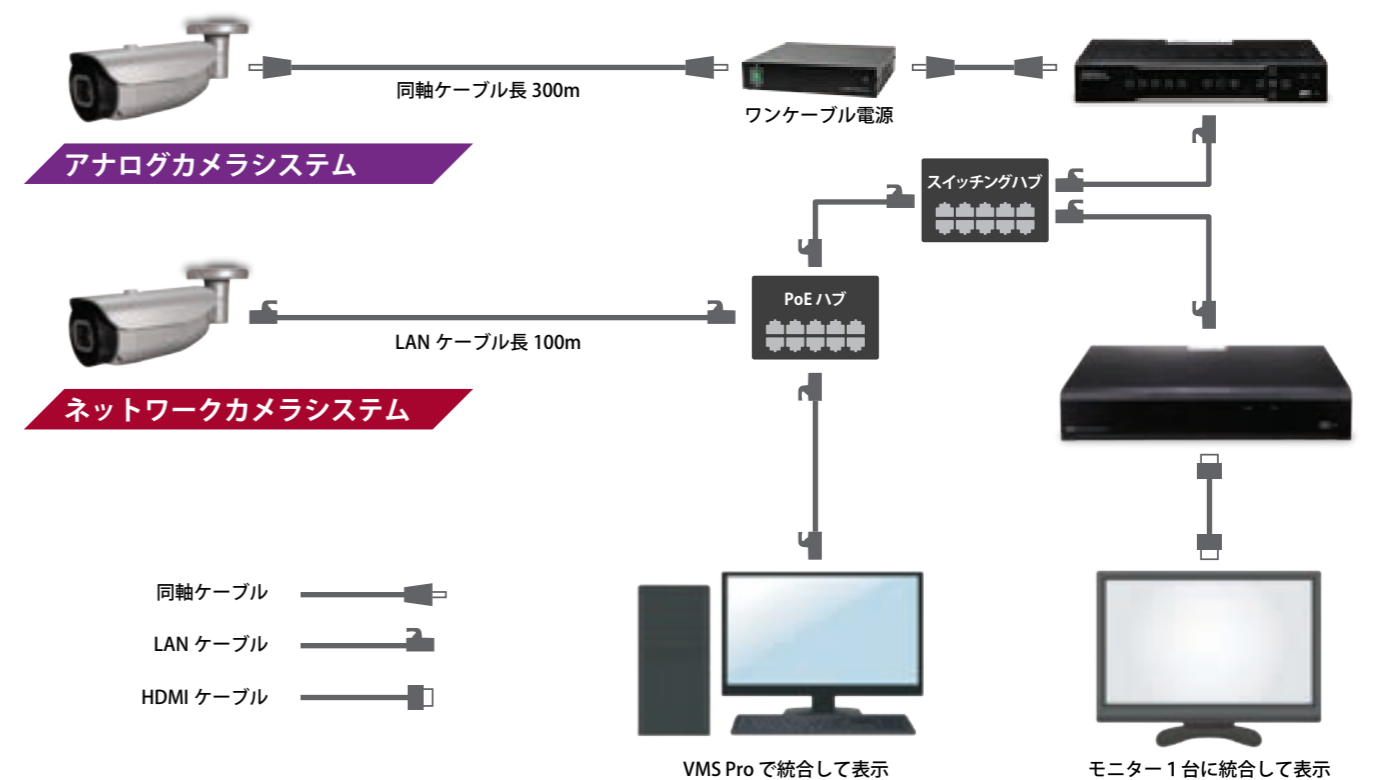 同軸ケーブル長 300m
ワンケーブル電源
アナログカメラシステム
スイッチングハブ
PoE ハブ
LAN ケーブル長 100m
ネットワークカメラシステム
同軸ケーブル
LAN ケーブル
HDMI ケーブル
VMS Pro で統合して表示
モニター 1 台に統合して表示